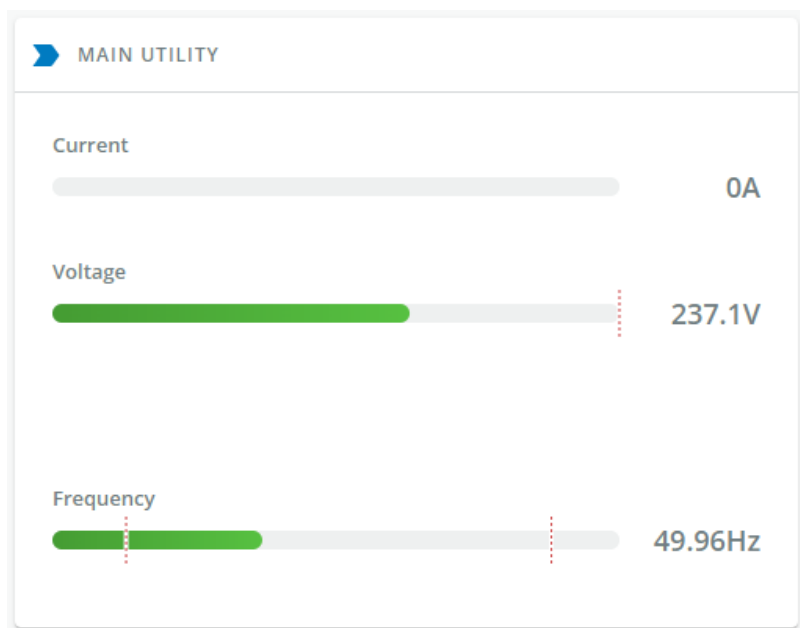 MAIN UTILITY
Current
0A
Voltage
237.1V
Frequency
49.96Hz